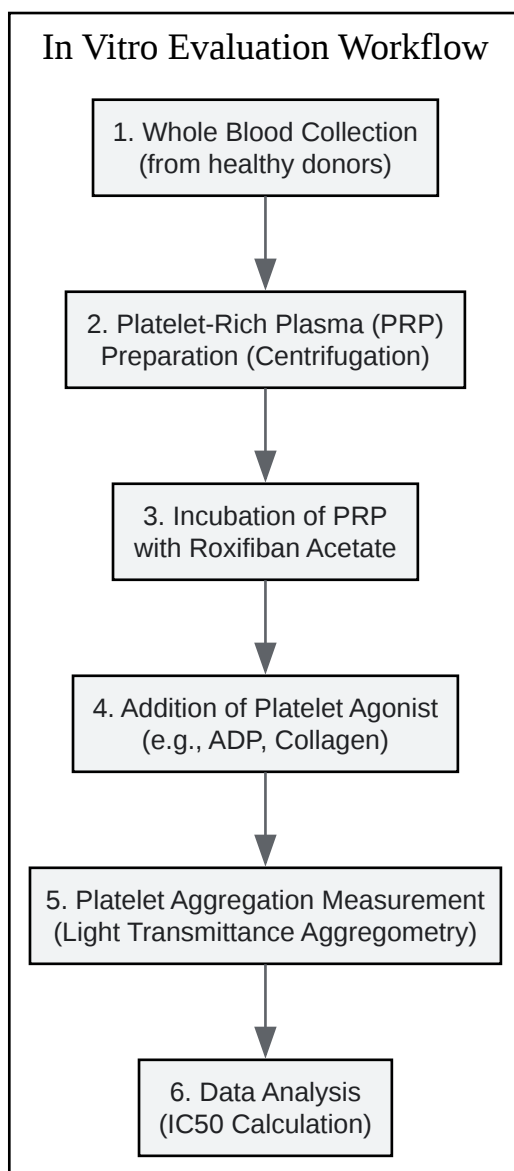 In Vitro Evaluation Workflow
1. Whole Blood Collection
(from healthy donors)
2. Platelet-Rich Plasma (PRP)
Preparation (Centrifugation)
3. Incubation of PRP
with Roxifiban Acetate
4. Addition of Platelet Agonist
(e.g., ADP, Collagen)
5. Platelet Aggregation Measurement
(Light Transmittance Aggregometry)
6. Data Analysis
(IC50 Calculation)